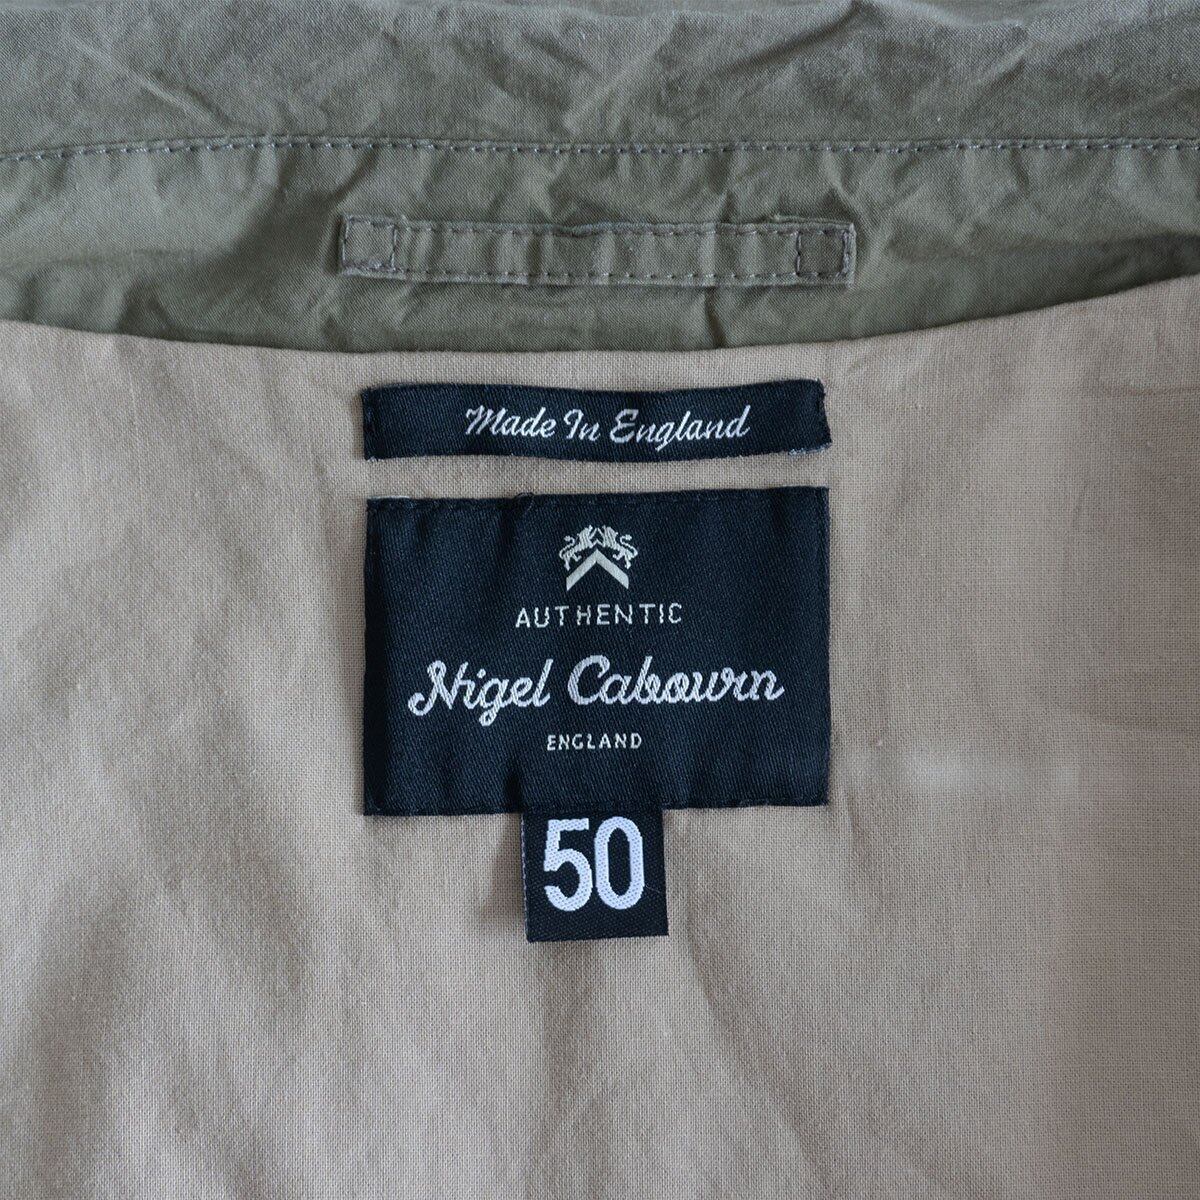 Made In England
AUTHENTIC
Nigel Cabourn
ENGLAND
50